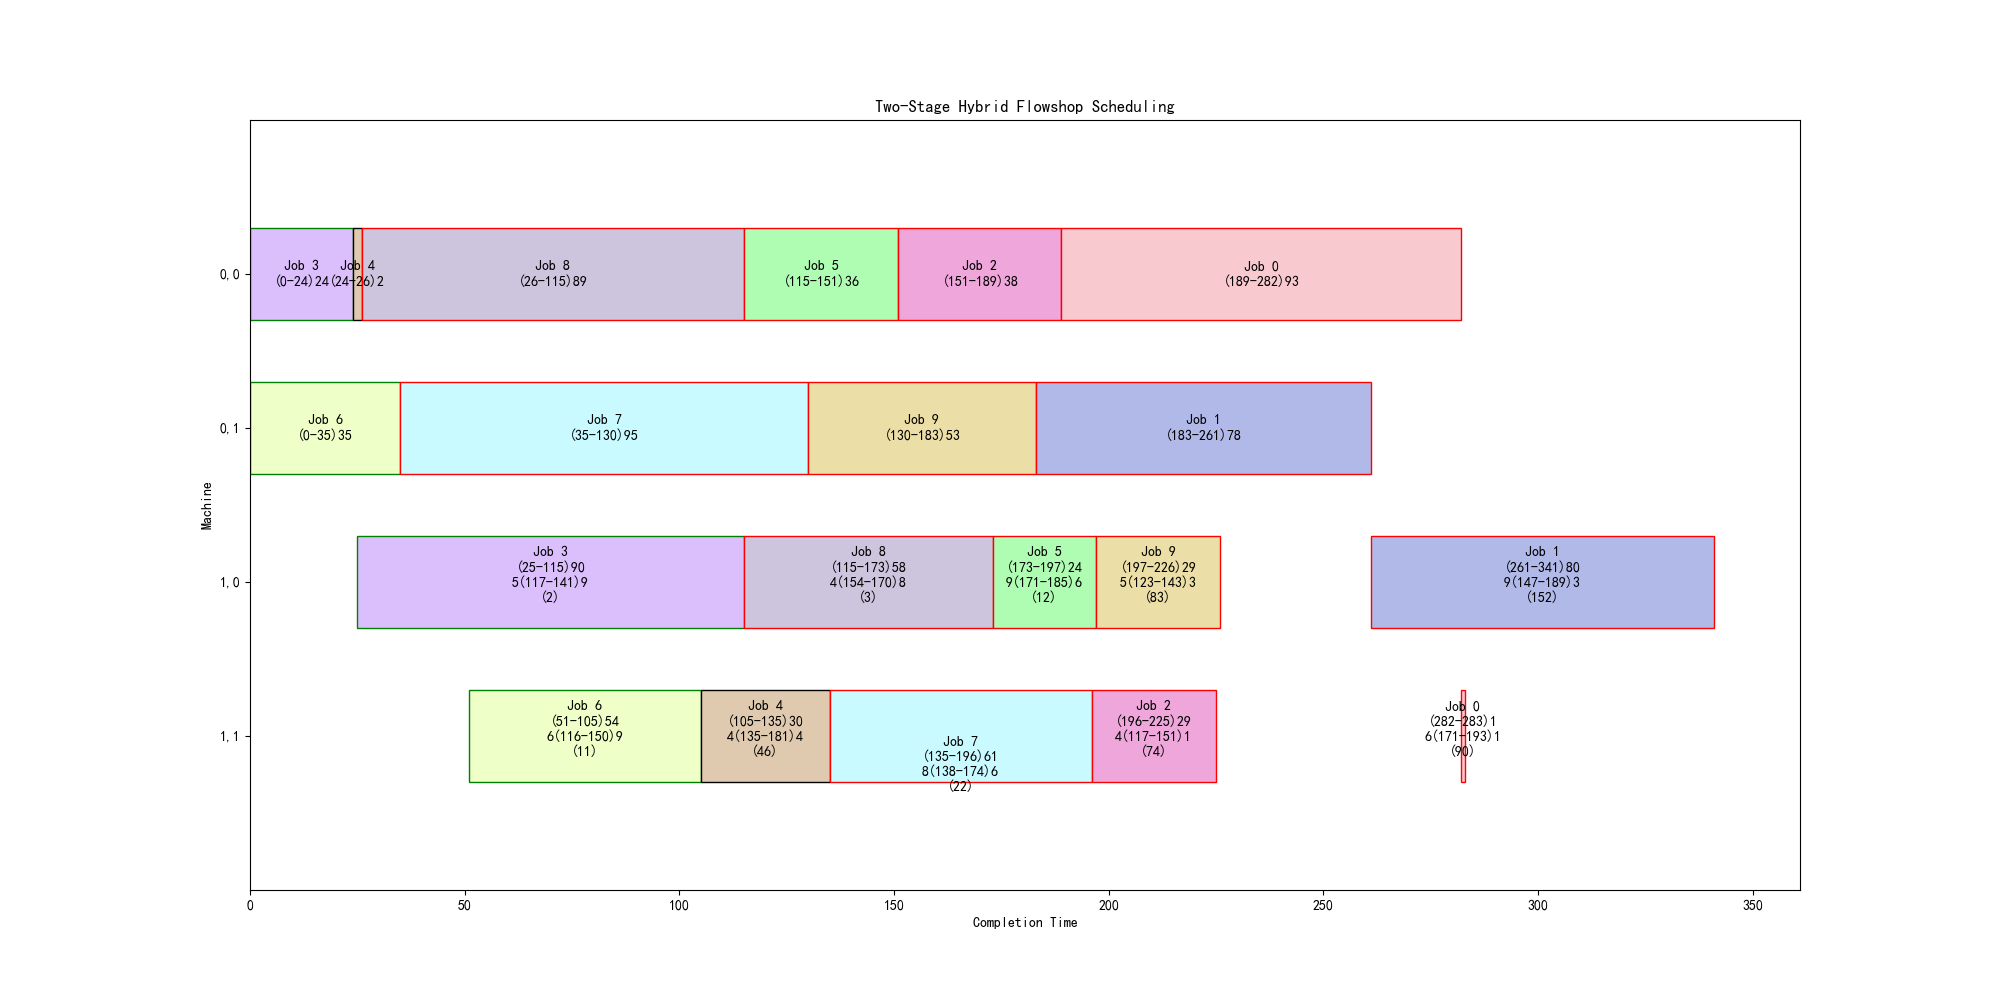 Two-Stage Hybrid Flowshop Scheduling
0,0
Job 3
(0-24)24
Job 4
(24-26)2
Job 8
(26-115)89
Job 5
(115-151)36
Job 2
(151-189)38
Job 0
(189-282)93
0,1
Job 6
(0-35)35
Job 7
(35-130)95
Job 9
(130-183)53
Job 1
(183-261)78
Machine
1,0
Job 3
(25-115)90
5(117-141)9
(2)
Job 8
(115-173)58
4(154-170)8
(3)
Job 5
(173-197)24
9(171-185)6
(12)
Job 9
(197-226)29
5(123-143)3
(83)
Job 1
(261-341)80
9(147-189)3
(152)
1,1
Job 6
(51-105)54
6(116-150)9
(11)
Job 4
(105-135)30
4(135-181)4
(46)
Job 7
(135-196)61
8(138-174)6
(22)
Job 2
(196-225)29
4(117-151)1
(74)
Job 0
(282-283)1
6(171-193)1
(90)
0 50 100 150 200 250 300 350
Completion Time